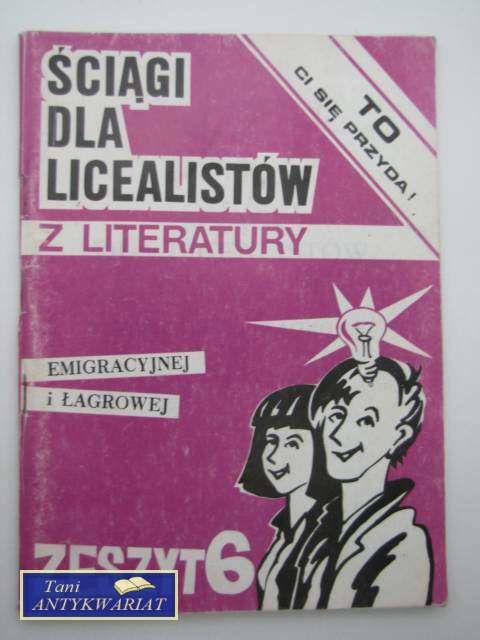 ŚCIĄGI
DLA
LICEALISTÓW
Z LITERATURY
TO
CI SIĘ PRZYDA!
EMIGRACYJNEJ
i ŁAGROWEJ
ZESZYT 6
Tani
ANTYKWARIAT